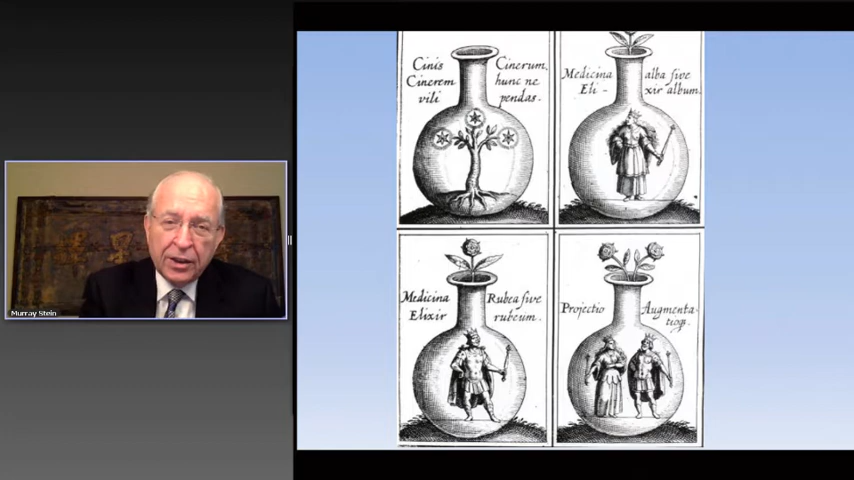 Cinis Cinerum,
Cinerem hunc ne
vili pendas.
Medicina alba sive
Eli- xir album.
Medicina Rubea sive
Elixir rubeum.
Projectio Augmenta-
Murray Stein